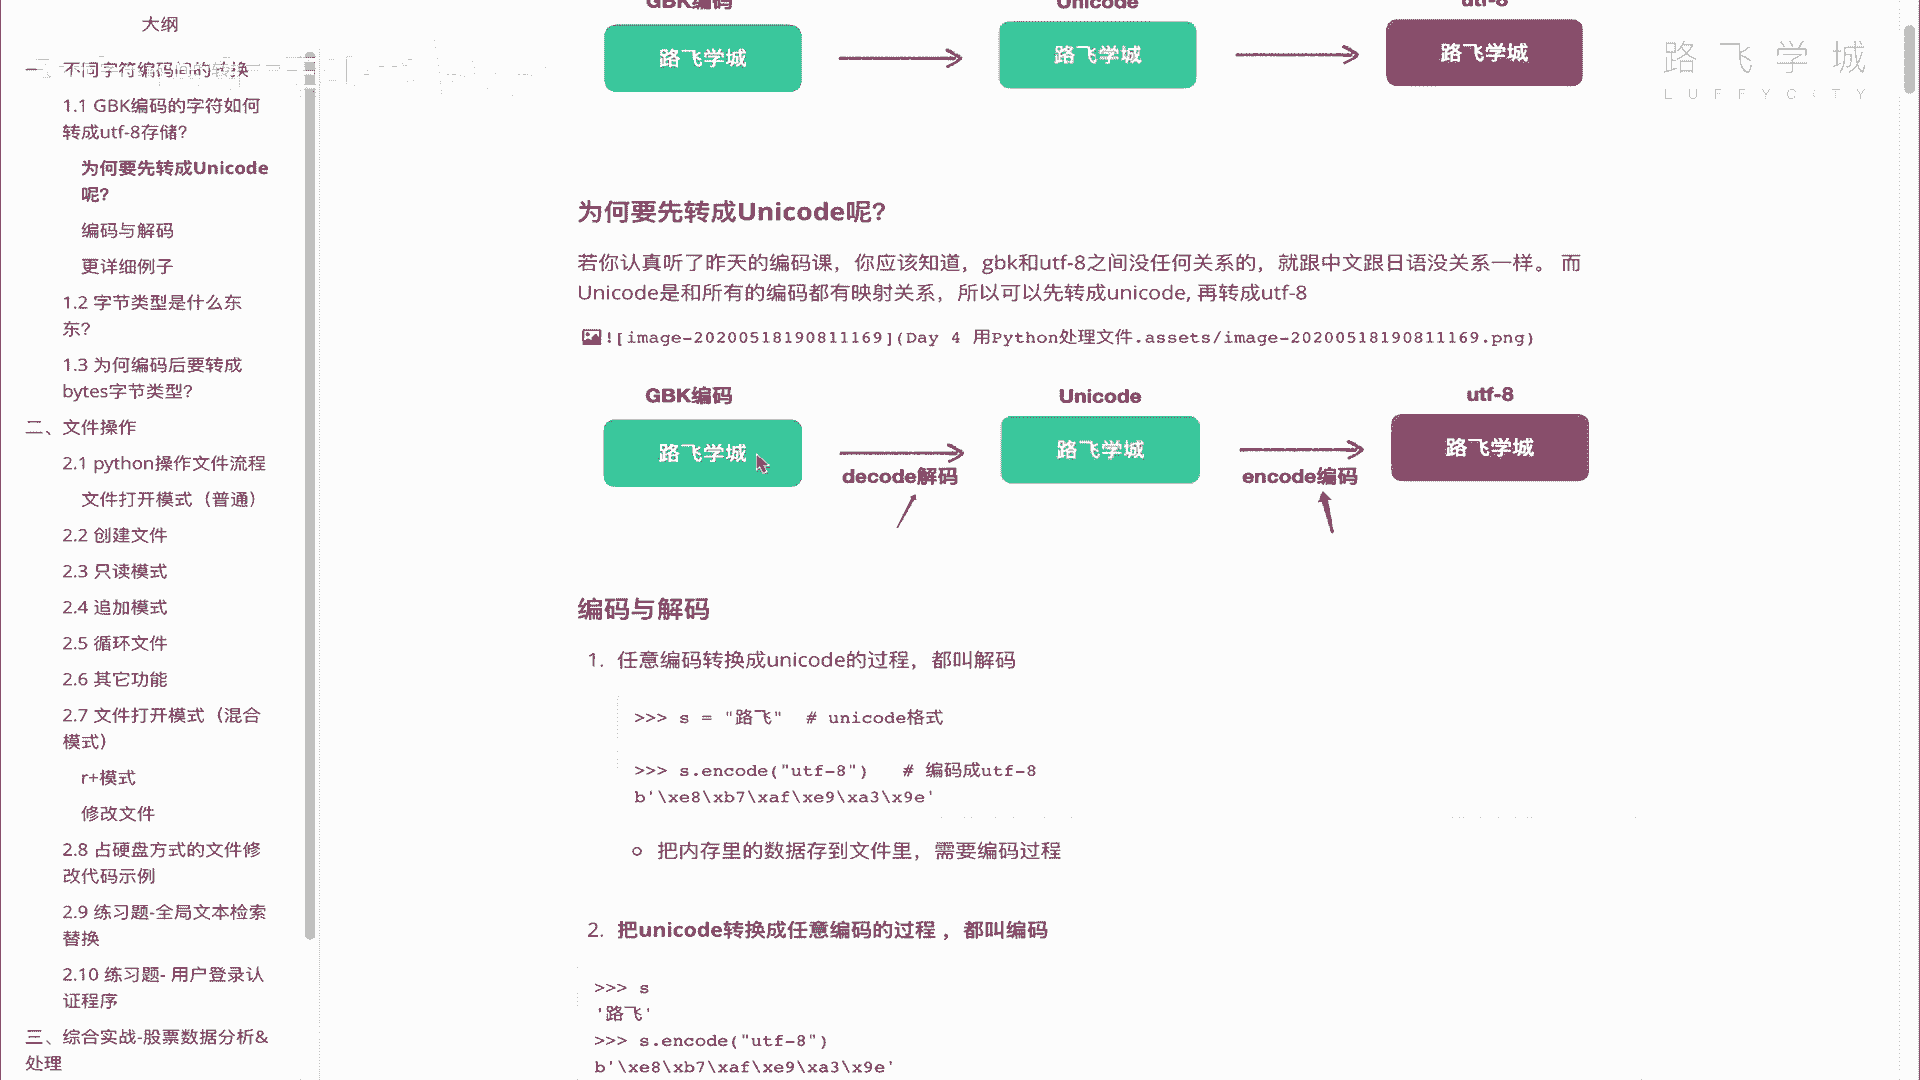 大纲
一、不同字符编码间的转换
1.1 GBK编码的字符如何
转成utf-8存储?
为何要先转成Unicode
呢?
编码与解码
更详细例子
1.2 字节类型是什么东
东?
1.3 为何编码后要转成
bytes字节类型?
二、文件操作
2.1 python操作文件流程
文件打开模式（普通）
2.2 创建文件
2.3 只读模式
2.4 追加模式
2.5 循环文件
2.6 其它功能
2.7 文件打开模式（混合
模式）
r+模式
修改文件
2.8 占硬盘方式的文件修
改代码示例
2.9 练习题-全局文本检索
替换
2.10 练习题- 用户登录认
证程序
三、综合实战-股票数据分析&
处理
GBK编码
Unicode
utf-8
路飞学城
路飞学城
路飞学城
路飞学城
LUFFYCITY
为何要先转成Unicode呢?
若你认真听了昨天的编码课，你应该知道，gbk和utf-8之间没任何关系的，就跟中文跟日语没关系一样。 而
Unicode是和所有的编码都有映射关系，所以可以先转成unicode, 再转成utf-8
![image-20200518190811169](Day 4 用Python处理文件.assets/image-20200518190811169.png)
GBK编码
Unicode
utf-8
路飞学城
路飞学城
路飞学城
decode解码
encode编码
编码与解码
1. 任意编码转换成unicode的过程，都叫解码
>>> s = "路飞"  # unicode格式
>>> s.encode("utf-8")   # 编码成utf-8
b'\xe8\xb7\xaf\xe9\xa3\x9e'
把内存里的数据存到文件里，需要编码过程
2. 把unicode转换成任意编码的过程 ，都叫编码
>>> s
'路飞'
>>> s.encode("utf-8")
b'\xe8\xb7\xaf\xe9\xa3\x9e'